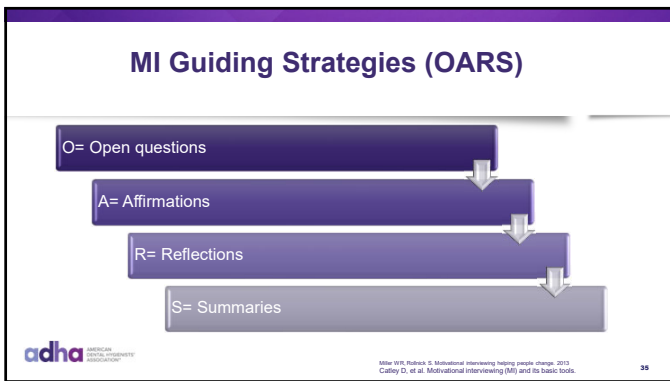 MI Guiding Strategies (OARS)
O= Open questions
A= Affirmations
R= Reflections
S= Summaries
adha AMERICAN
DENTAL HYGIENISTS'
ASSOCIATION®
Miller WR, Rollnick S. Motivational interviewing helping people change. 2013
Catley D, et al. Motivational interviewing (MI) and its basic tools.
35